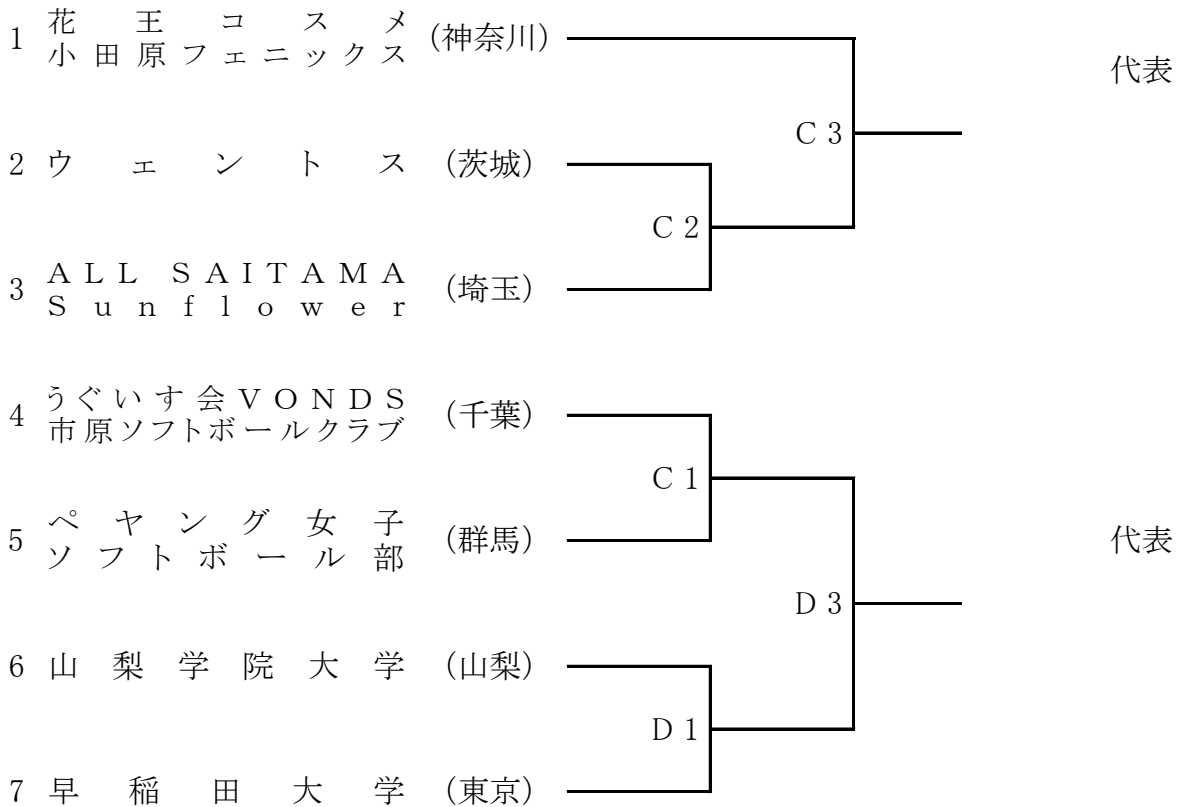 1 花王コスメ
小田原フェニックス (神奈川)
代表
C 3
2 ウェントス (茨城)
C 2
3 ALL SAITAMA
Sunflower (埼玉)
4 うぐいす会VONDS
市原ソフトボールクラブ (千葉)
C 1
5 ペヤング女子
ソフトボール部 (群馬)
代表
D 3
6 山梨学院大学 (山梨)
D 1
7 早稲田大学 (東京)